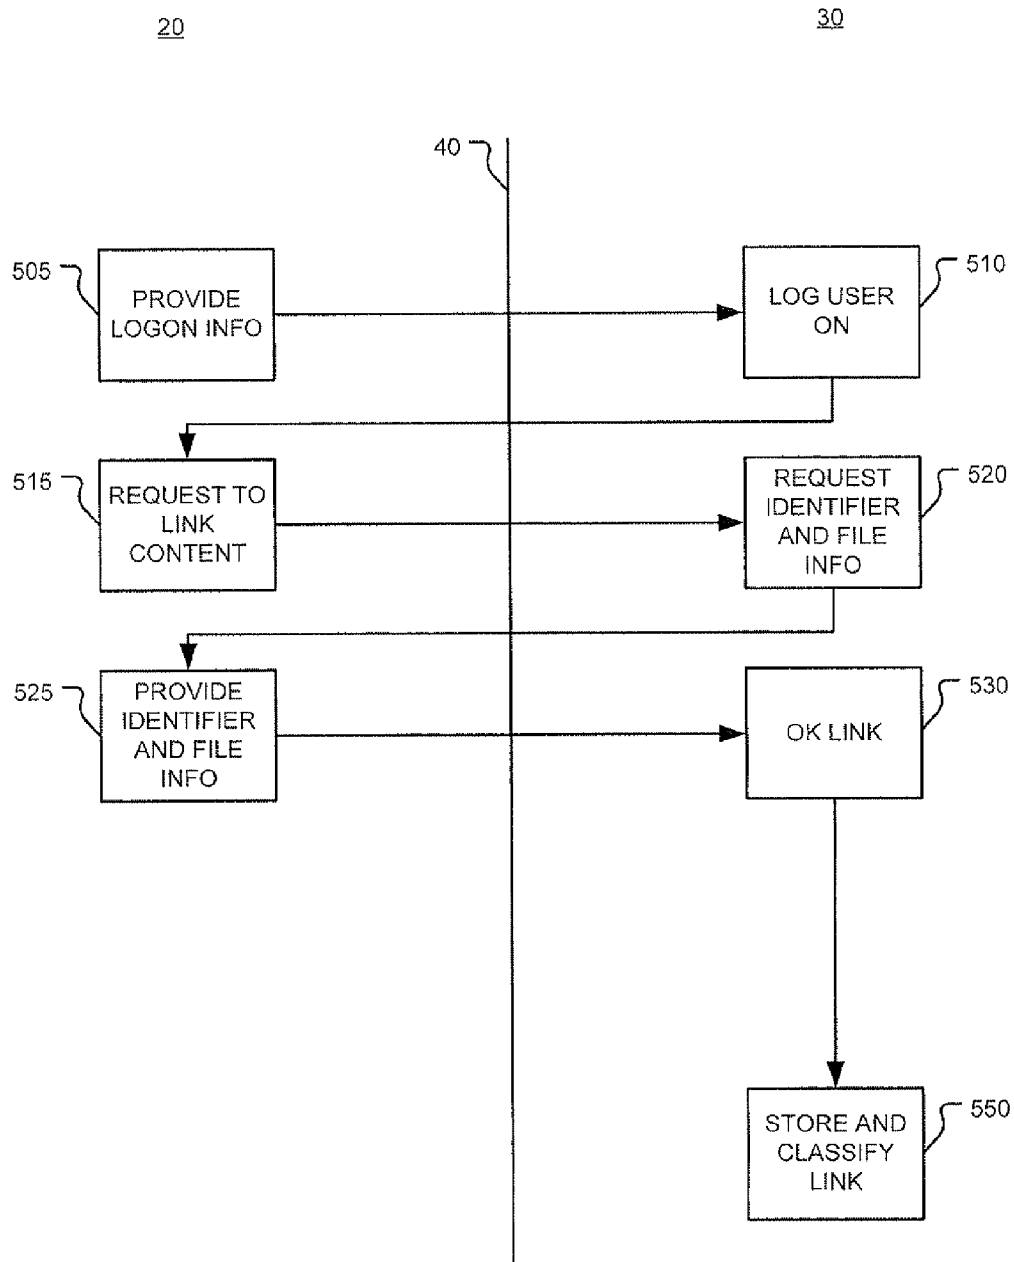 20
30
40
505
PROVIDE
LOGON INFO
LOG USER
ON
510
515
REQUEST TO
LINK
CONTENT
REQUEST
IDENTIFIER
AND FILE
INFO
520
525
PROVIDE
IDENTIFIER
AND FILE
INFO
OK LINK
530
STORE AND
CLASSIFY
LINK
550